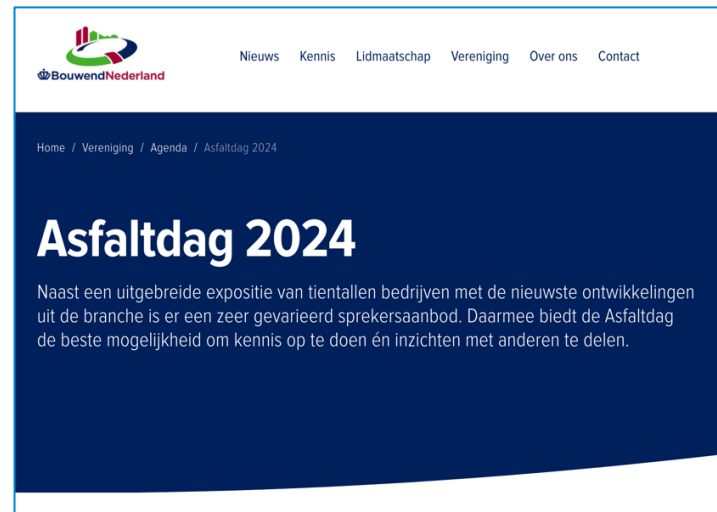 BouwendNederland
Nieuws Kennis Lidmaatschap Vereniging Over ons Contact
Home / Vereniging / Agenda / Asfaltdag 2024
Asfaltdag 2024
Naast een uitgebreide expositie van tientallen bedrijven met de nieuwste ontwikkelingen
uit de branche is er een zeer gevarieerd sprekersaanbod. Daarmee biedt de Asfaltdag
de beste mogelijkheid om kennis op te doen én inzichten met anderen te delen.